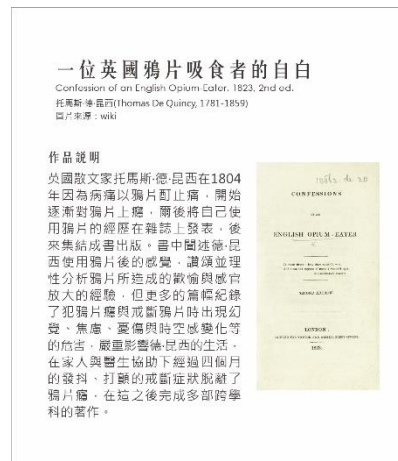 一位英國鴉片吸食者的自白
Confession of an English Opium-Eater. 1823, 2nd ed.
托馬斯·德·昆西(Thomas De Quincy, 1781-1859)
圖片來源：wiki
作品說明
英國散文家托馬斯·德·昆西在1804
年因為病痛以鴉片酊止痛，開始
逐漸對鴉片上癮，爾後將自己使
用鴉片的經歷在雜誌上發表，後
來集結成書出版。書中闡述德·昆
西使用鴉片後的感覺，讚頌並理
性分析鴉片所造成的歡愉與感官
放大的經驗，但更多的篇幅紀錄
了犯鴉片癮與戒斷鴉片時出現幻
覺、焦慮、憂傷與時空感變化等
的危害，嚴重影響德·昆西的生活，
在家人與醫生協助下經過四個月
的發抖、打顫的戒斷症狀脫離了
鴉片癮，在這之後完成多部跨學
科的著作。
CONFESSIONS
OF AN
ENGLISH OPIUM-EATER.
SECOND EDITION
LONDON:
1823.